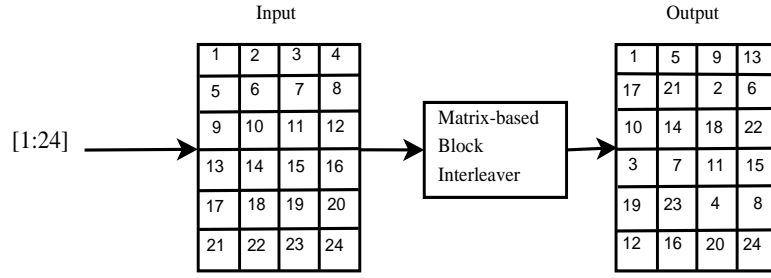 Input
Output
1 2 3 4
5 6 7 8
9 10 11 12
13 14 15 16
17 18 19 20
21 22 23 24
[1:24]
Matrix-based
Block
Interleaver
1 5 9 13
17 21 2 6
10 14 18 22
3 7 11 15
19 23 4 8
12 16 20 24